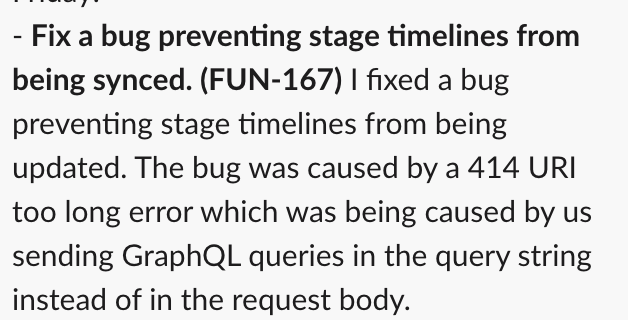 - Fix a bug preventing stage timelines from
being synced. (FUN-167) I fixed a bug
preventing stage timelines from being
updated. The bug was caused by a 414 URI
too long error which was being caused by us
sending GraphQL queries in the query string
instead of in the request body.